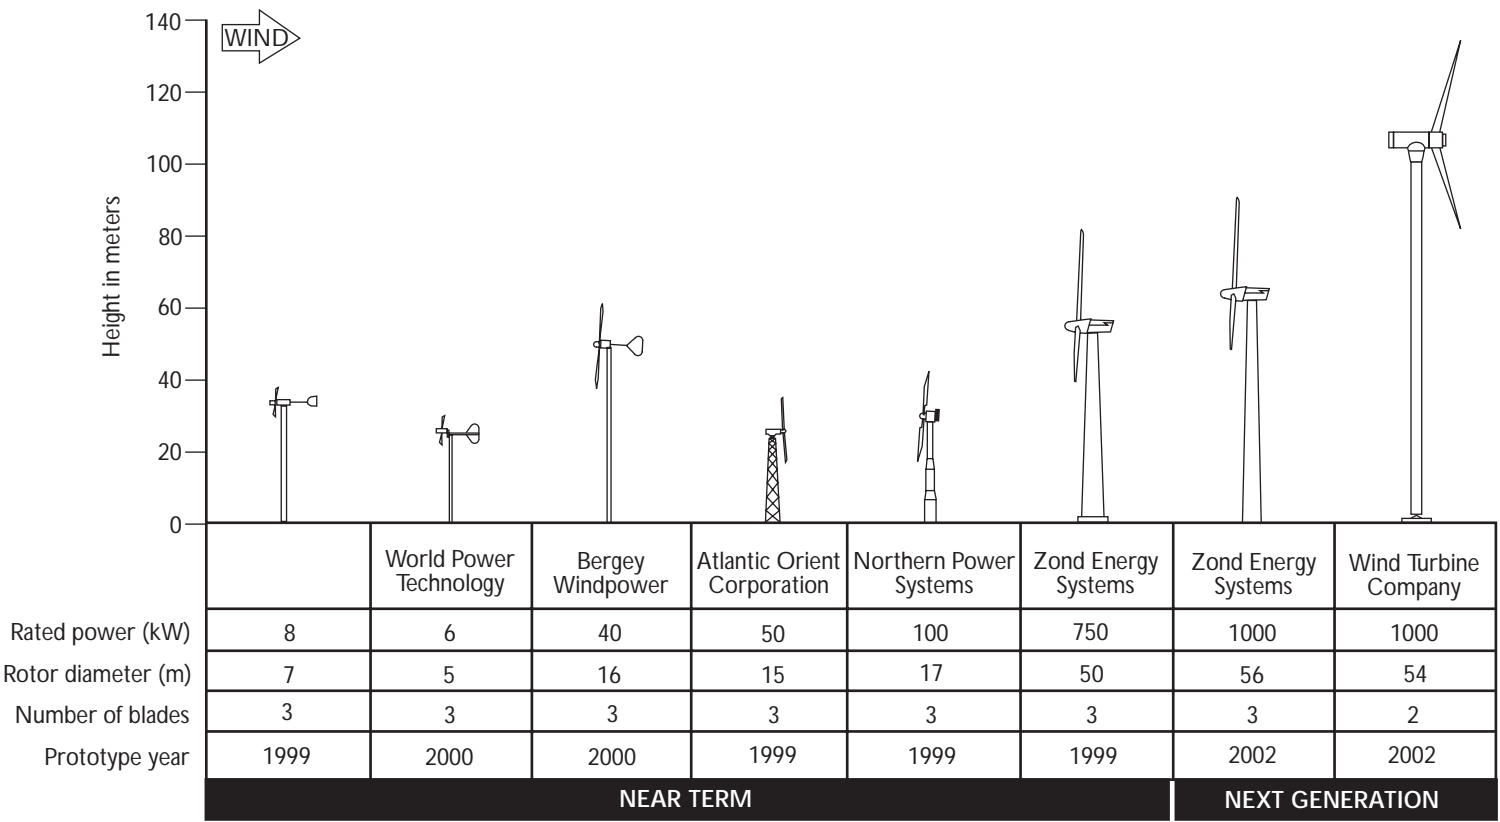 140
WIND
120
100
80
60
40
20
0
Height in meters
World Power
Technology
Bergey
Windpower
Atlantic Orient
Corporation
Northern Power
Systems
Zond Energy
Systems
Zond Energy
Systems
Wind Turbine
Company
Rated power (kW) 8 6 40 50 100 750 1000 1000
Rotor diameter (m) 7 5 16 15 17 50 56 54
Number of blades 3 3 3 3 3 3 3 2
Prototype year 1999 2000 2000 1999 1999 1999 2002 2002
NEAR TERM NEXT GENERATION